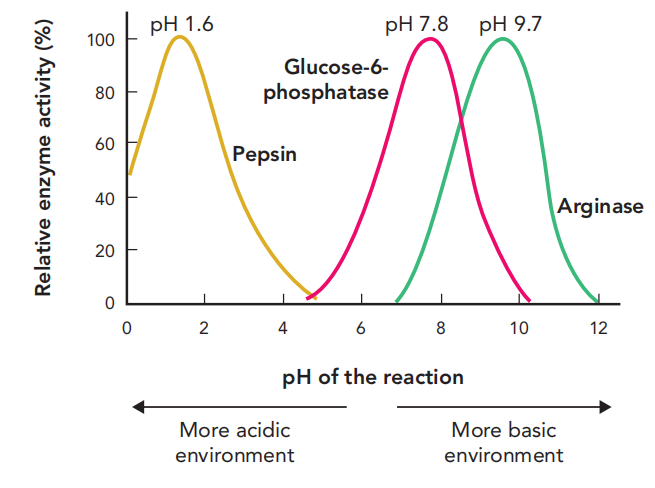 pH 1.6
pH 7.8
pH 9.7
Relative enzyme activity (%)
100
80
60
40
20
0
Glucose-6-
phosphatase
Pepsin
Arginase
0
2
4
6
8
10
12
pH of the reaction
More acidic
environment
More basic
environment